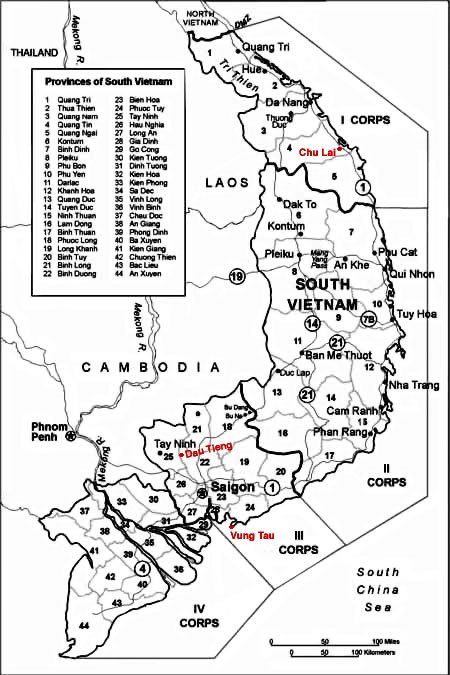 NORTH
VIETNAM
DMZ
Mekong R.
THAILAND
1
Quang Tri
Hue
Tri Thien
2
Da Nang
Thuong
Duc
3
I CORPS
4
Chu Lai
5
1
LAOS
Provinces of South Vietnam
1 Quang Tri
2 Thua Thien
3 Quang Nam
4 Quang Tin
5 Quang Ngai
6 Kontum
7 Binh Dinh
8 Pleiku
9 Phu Bon
10 Phu Yen
11 Darlac
12 Khanh Hoa
13 Quang Duc
14 Tuyen Duc
15 Ninh Thuan
16 Lam Dong
17 Binh Thuan
18 Phuoc Long
19 Long Khanh
20 Binh Tuy
21 Binh Long
22 Binh Duong
23 Bien Hoa
24 Phuoc Tuy
25 Tay Ninh
26 Hau Nghia
27 Long An
28 Gia Dinh
29 Go Cong
30 Kien Tuong
31 Dinh Tuong
32 Kien Hoa
33 Kien Phong
34 Sa Dec
35 Vinh Long
36 Vinh Binh
37 Chau Doc
38 An Giang
39 Phong Dinh
40 Ba Xuyen
41 Kien Giang
42 Chuong Thien
43 Bac Lieu
44 An Xuyen
Dak To
6
Kontum
7
Pleiku
Mang
Yang
Pass
An Khe
Phu Cat
Qui Nhon
8
19
SOUTH
VIETNAM
10
Tuy Hoa
14
9
7B
Mekong R.
11
21
Ban Me Thuot
12
CAMBODIA
Duc Lap
Nha Trang
13
21
14
Cam Ranh
15
Phan Rang
Bu Dang
18
21
16
17
II
CORPS
Phnom
Penh
Mekong R.
Tay Ninh
25
Dau Tieng
22
19
20
26
Saigon
1
23
27
28
24
29
Vung Tau
III
CORPS
33
30
37
34
31
38
35
32
41
39
36
42
4
40
43
44
IV
CORPS
South
China
Sea
0 100 Miles
0 100 Kilometers